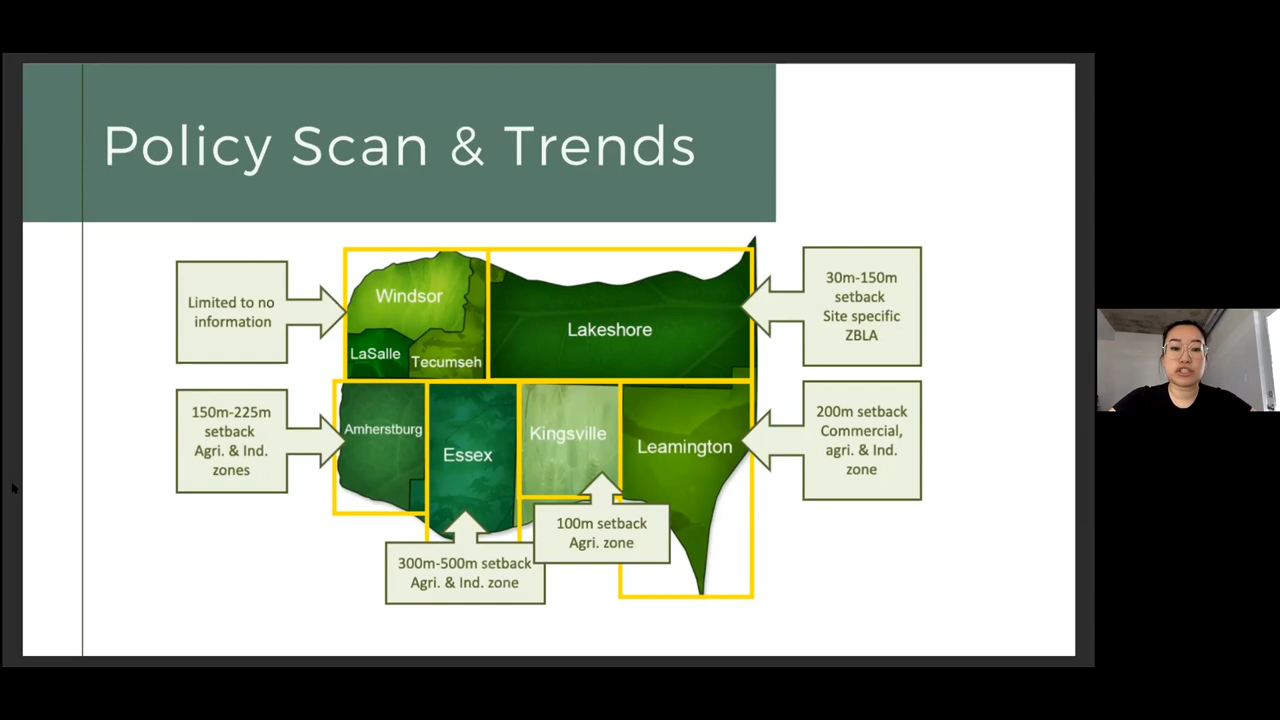 Policy Scan & Trends
Limited to no
information
Windsor
LaSalle
Tecumseh
Lakeshore
30m-150m
setback
Site specific
ZBLA
150m-225m
setback
Agri. & Ind.
zones
Amherstburg
Essex
Kingsville
Leamington
200m setback
Commercial,
agri. & Ind.
zone
300m-500m setback
Agri. & Ind. zone
100m setback
Agri. zone